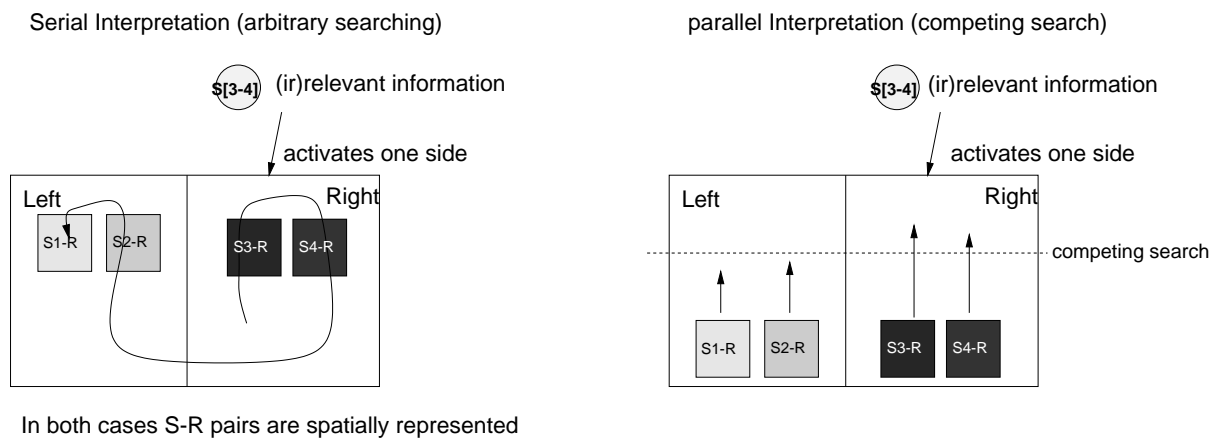 Serial Interpretation (arbitrary searching)
S[3-4]
(ir)relevant information
activates one side
Left
Right
S1-R
S2-R
S3-R
S4-R
In both cases S-R pairs are spatially represented
parallel Interpretation (competing search)
S[3-4]
(ir)relevant information
activates one side
Left
Right
competing search
S1-R
S2-R
S3-R
S4-R